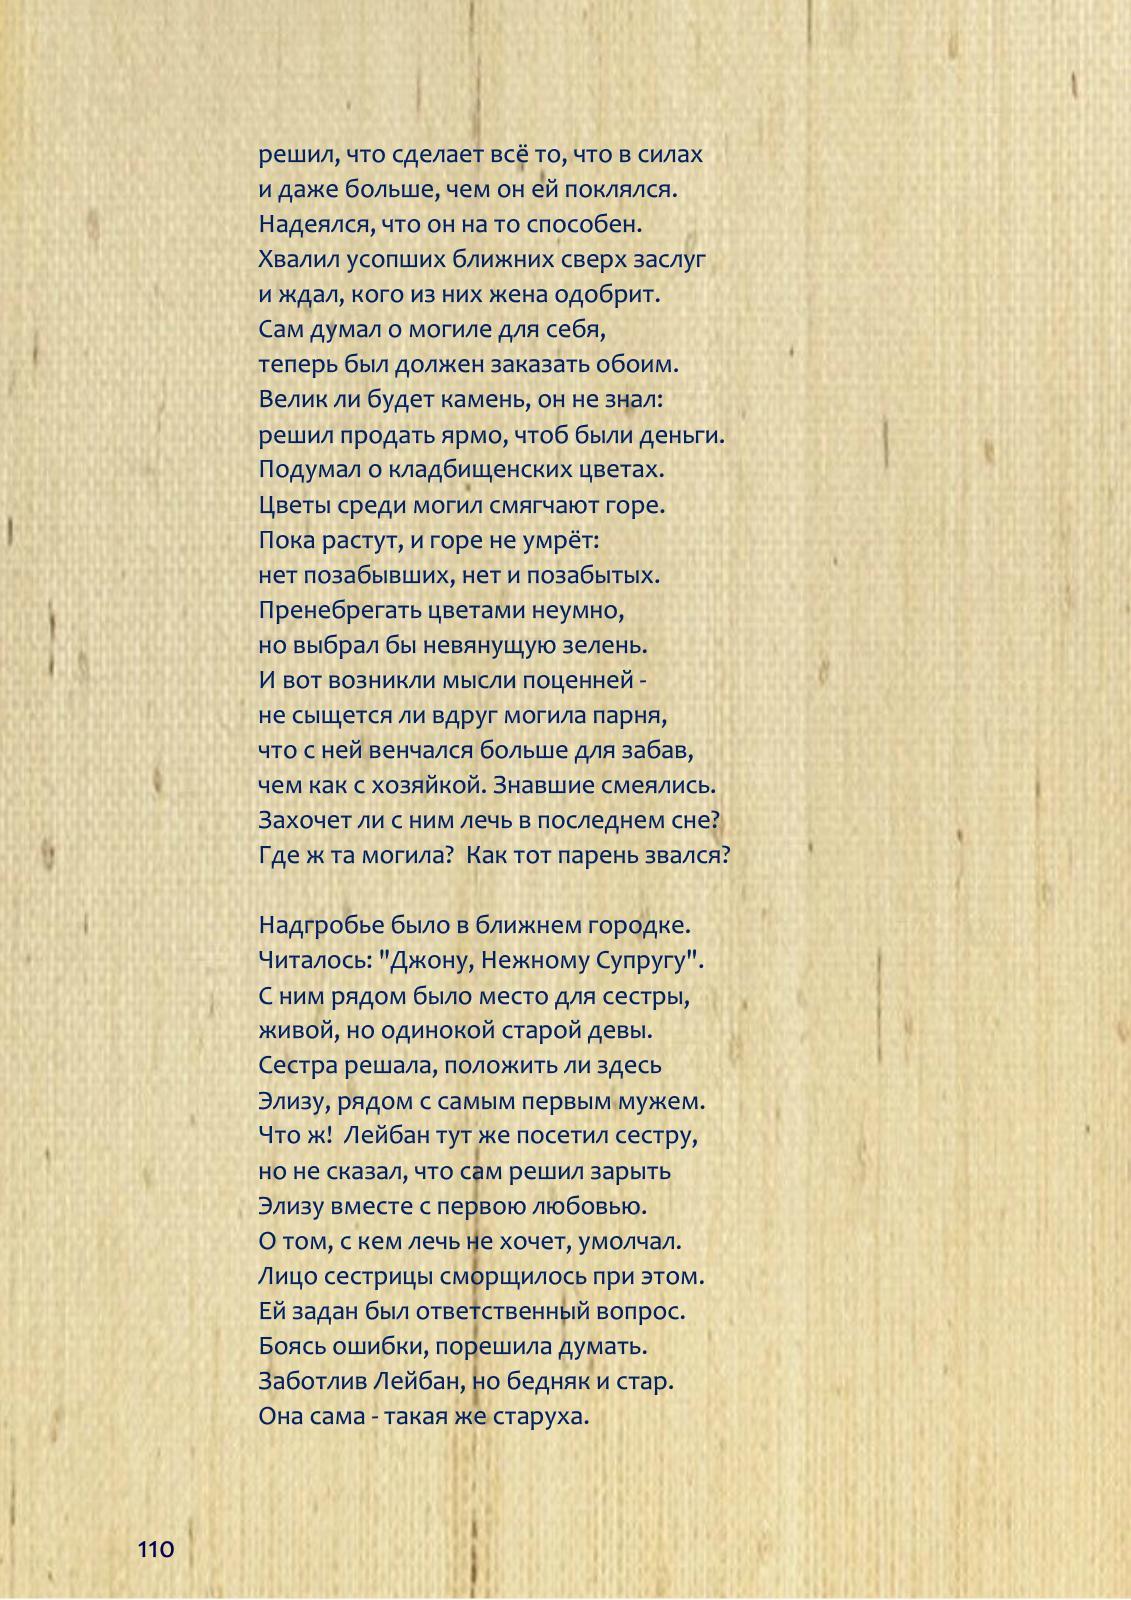 решил, что сделает всё то, что в силах
и даже больше, чем он ей поклялся.
Надеялся, что он на то способен.
Хвалил усопших ближних сверх заслуг
и ждал, кого из них жена одобрит.
Сам думал о могиле для себя,
теперь был должен заказать обоим.
Велик ли будет камень, он не знал:
решил продать ярмо, чтоб были деньги.
Подумал о кладбищенских цветах.
Цветы среди могил смягчают горе.
Пока растут, и горе не умрёт:
нет позабывших, нет и позабытых.
Пренебрегать цветами неумно,
но выбрал бы невянущую зелень.
И вот возникли мысли поценней -
не сыщется ли вдруг могила парня,
что с ней венчался больше для забав,
чем как с хозяйкой. Знавшие смеялись.
Захочет ли с ним лечь в последнем сне?
Где ж та могила?  Как тот парень звался?

Надгробье было в ближнем городке.
Читалось: "Джону, Нежному Супругу".
С ним рядом было место для сестры,
живой, но одинокой старой девы.
Сестра решала, положить ли здесь
Элизу, рядом с самым первым мужем.
Что ж!  Лейбан тут же посетил сестру,
но не сказал, что сам решил зарыть
Элизу вместе с первою любовью.
О том, с кем лечь не хочет, умолчал.
Лицо сестрицы сморщилось при этом.
Ей задан был ответственный вопрос.
Боясь ошибки, порешила думать.
Заботлив Лейбан, но бедняк и стар.
Она сама - такая же старуха.
110